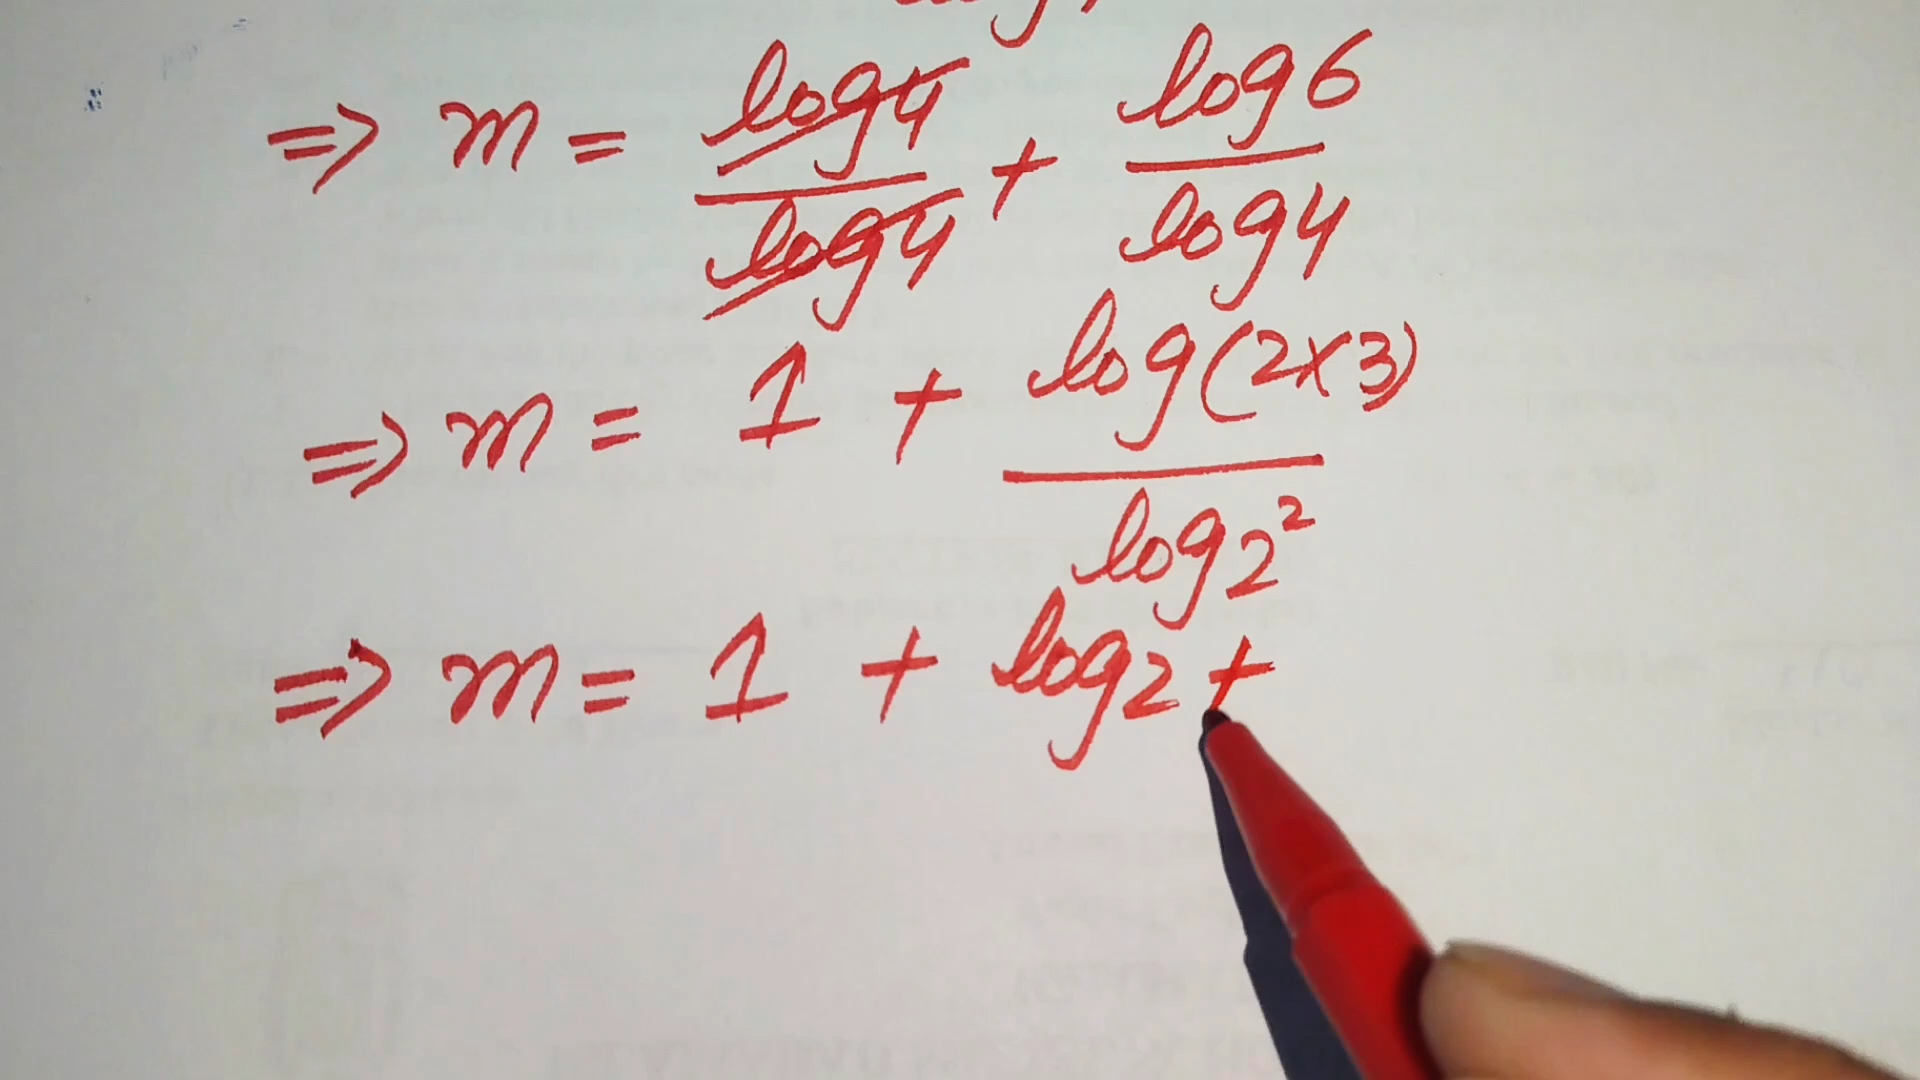 ⇒ m = log4/log4 + log6/log4
⇒ m = 1 + log(2×3)/log2²
⇒ m = 1 + log2 +